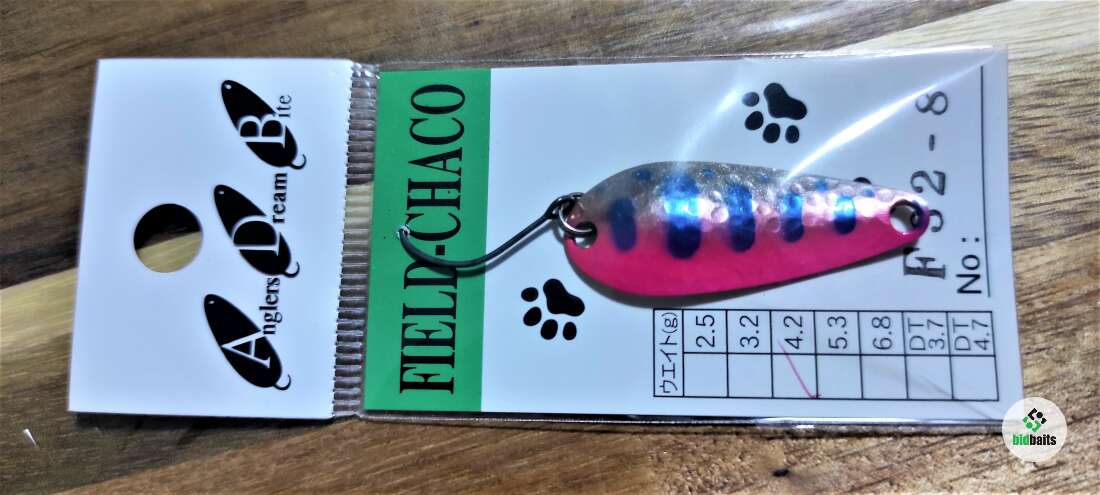 Anglers
Dream
Bite
FIELD-CHACO
No:
F32-8
ウエイト(g)
2.5
3.2
4.2
5.3
6.8
DT
3.7
DT
4.7
bidbaits